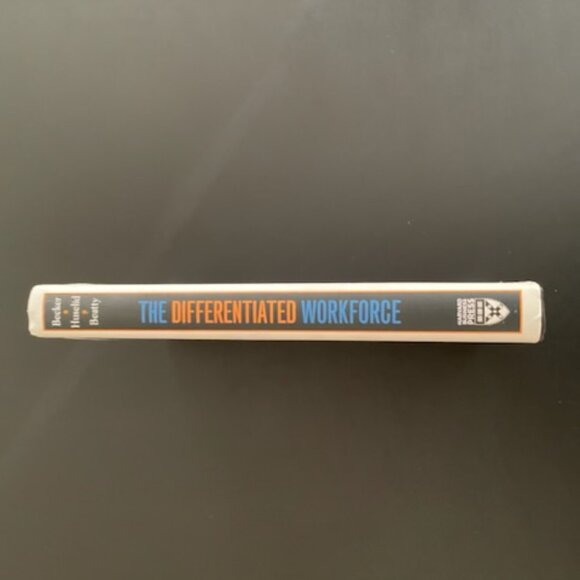 Becker
Huselid
Beatty
THE DIFFERENTIATED WORKFORCE
HARVARD
BUSINESS
PRESS